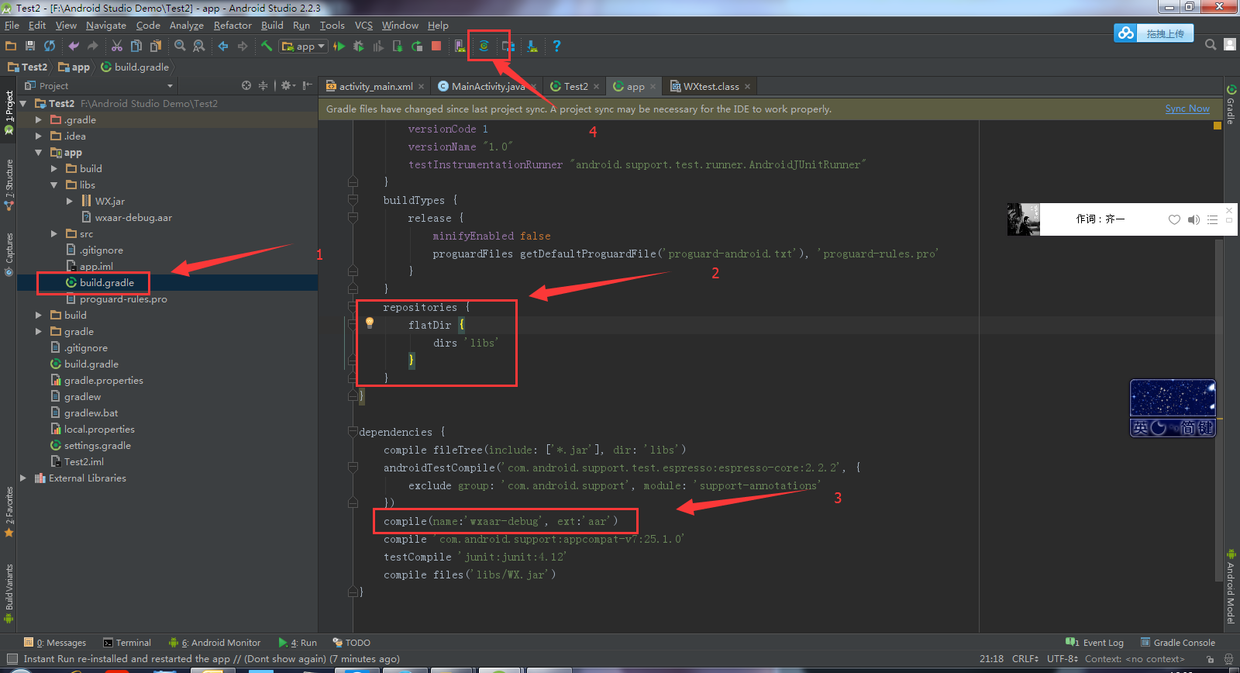 Test2 - [F:\Android Studio Demo\Test2] - app - Android Studio 2.2.3
File Edit View Navigate Code Analyze Refactor Build Run Tools VCS Window Help
拖拽上传
app
Test2 app build.gradle
Project
activity_main.xml MainActivity.java Test2 app WXtest.class
Gradle files have changed since last project sync. A project sync may be necessary for the IDE to work properly. Sync Now
4
1: Project
7: Structure
Captures
2: Favorites
Build Variants
Test2 F:\Android Studio Demo\Test2
.gradle
.idea
app
build
libs
WX.jar
wxaar-debug.aar
src
.gitignore
app.iml
build.gradle
proguard-rules.pro
build
gradle
.gitignore
build.gradle
gradle.properties
gradlew
gradlew.bat
local.properties
settings.gradle
Test2.iml
External Libraries
1
versionCode 1
versionName "1.0"
testInstrumentationRunner "android.support.test.runner.AndroidJUnitRunner"
}
buildTypes {
release {
minifyEnabled false
proguardFiles getDefaultProguardFile('proguard-android.txt'), 'proguard-rules.pro'
}
}
2
repositories {
flatDir {
dirs 'libs'
}
}
}
dependencies {
compile fileTree(include: ['*.jar'], dir: 'libs')
androidTestCompile('com.android.support.test.espresso:espresso-core:2.2.2', {
exclude group: 'com.android.support', module: 'support-annotations'
})
3
compile(name:'wxaar-debug', ext:'aar')
compile 'com.android.support:appcompat-v7:25.1.0'
testCompile 'junit:junit:4.12'
compile files('libs/WX.jar')
}
作词：齐一
英 简键
Gradle
Android Model
0: Messages Terminal 6: Android Monitor 4: Run TODO 1 Event Log Gradle Console
Instant Run re-installed and restarted the app // (Dont show again) (7 minutes ago) 21:18 CRLF UTF-8 Context: <no context>